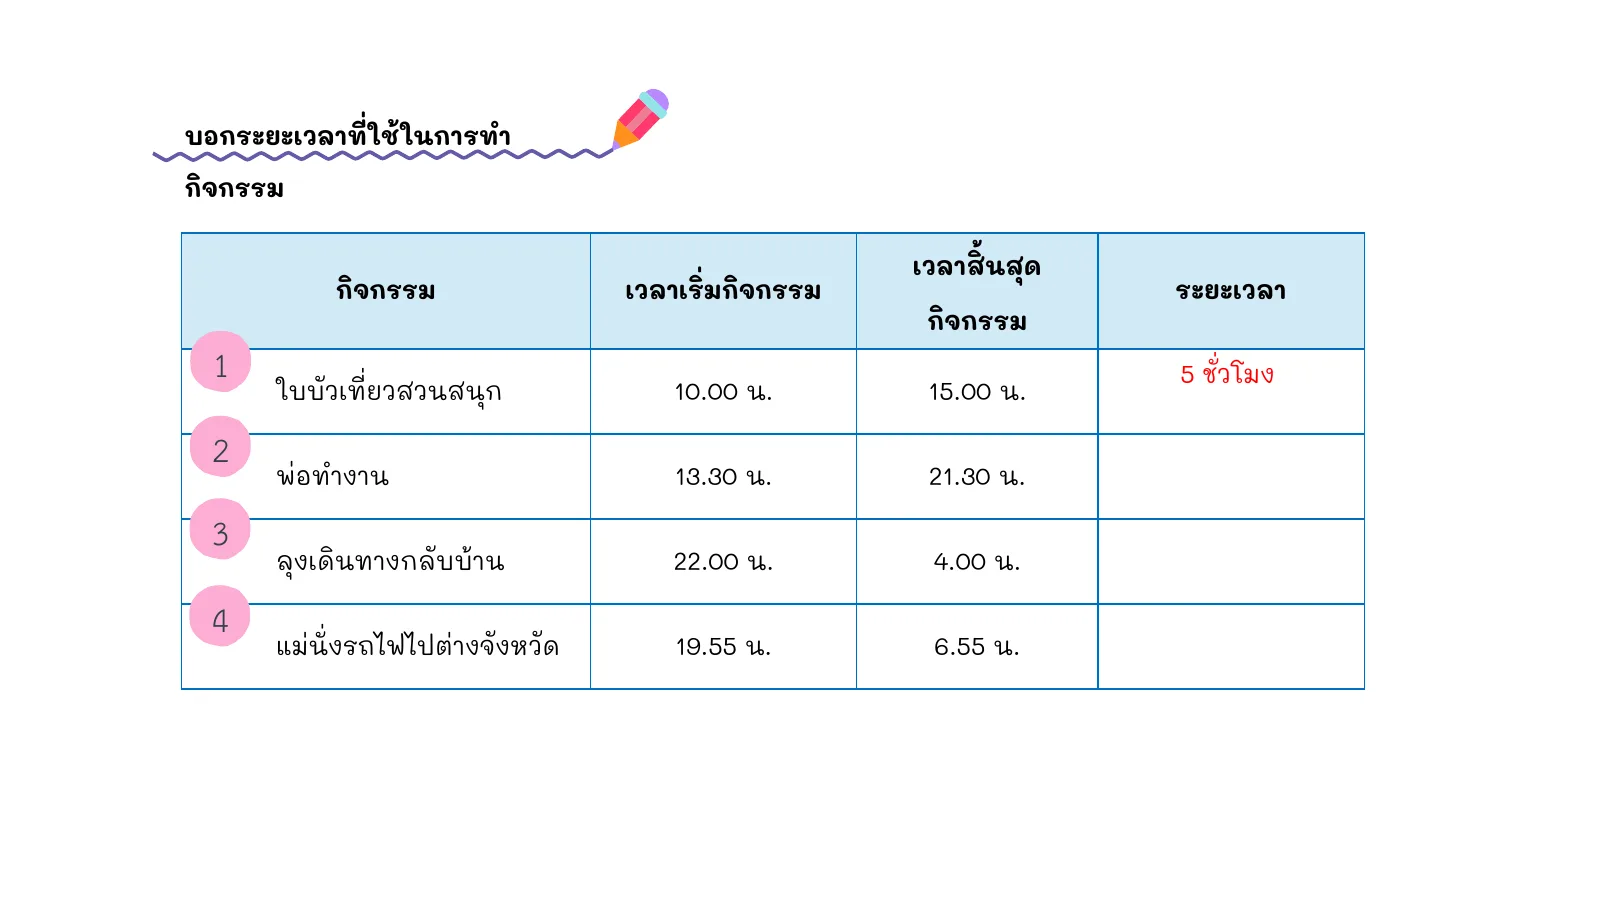 บอกระยะเวลาที่ใช้ในการทำ
กิจกรรม
กิจกรรม เวลาเริ่มกิจกรรม เวลาสิ้นสุด กิจกรรม ระยะเวลา
1 ใบบัวเที่ยวสวนสนุก 10.00 น. 15.00 น. 5 ชั่วโมง
2 พ่อทำงาน 13.30 น. 21.30 น.
3 ลุงเดินทางกลับบ้าน 22.00 น. 4.00 น.
4 แม่นั่งรถไฟไปต่างจังหวัด 19.55 น. 6.55 น.